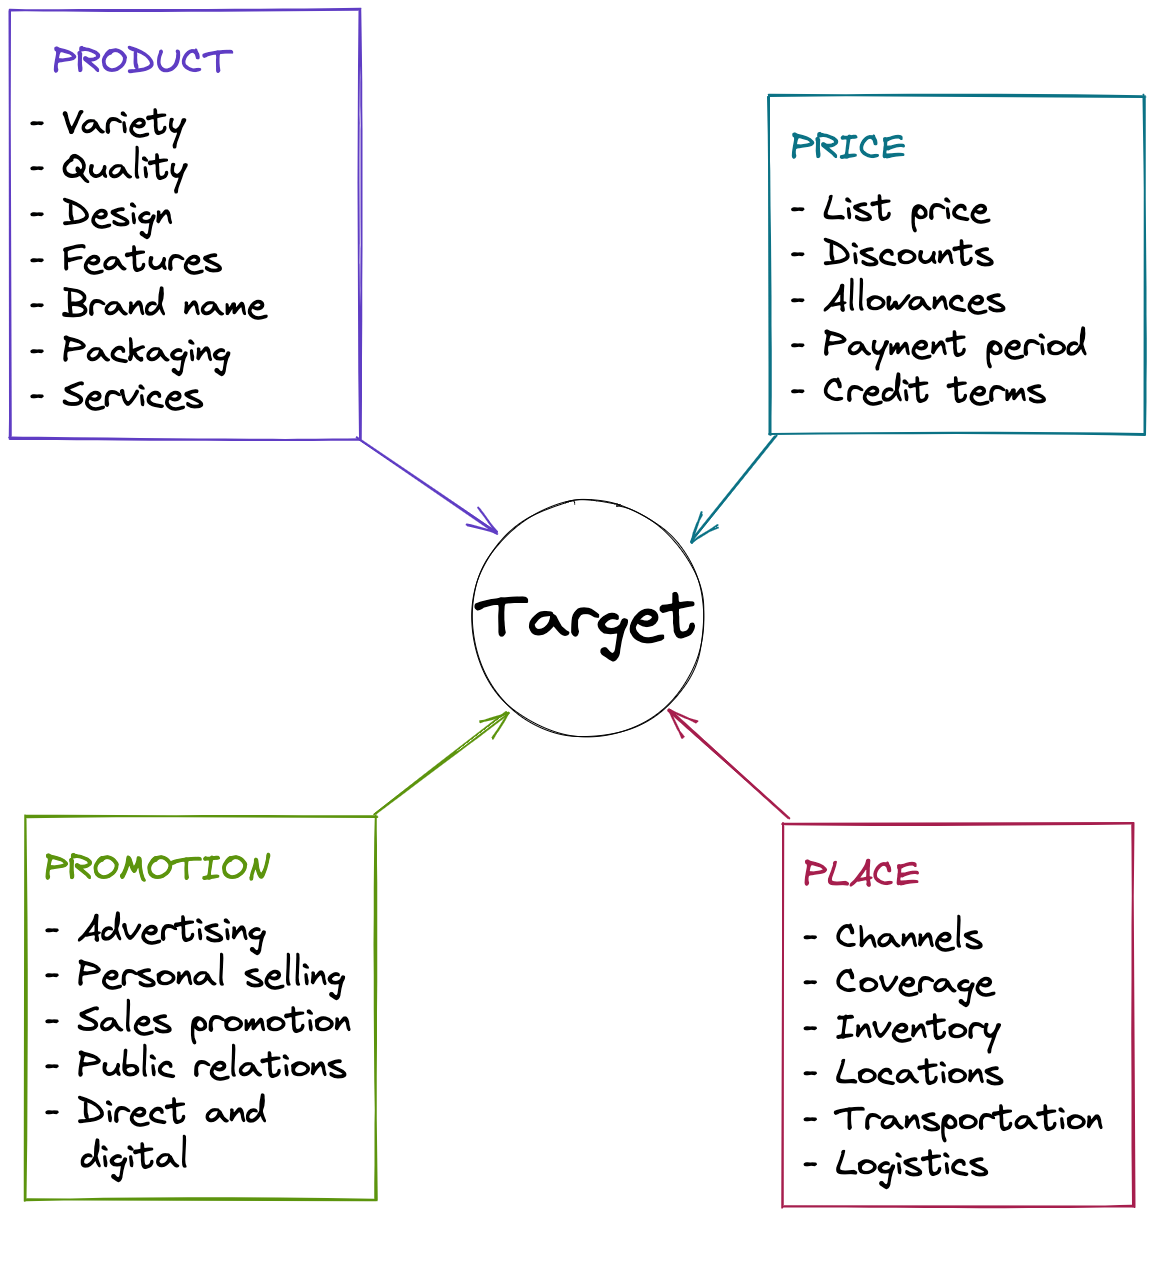 PRODUCT
- Variety
- Quality
- Design
- Features
- Brand name
- Packaging
- Services
PRICE
- List price
- Discounts
- Allowances
- Payment period
- Credit terms
Target
PROMOTION
- Advertising
- Personal selling
- Sales promotion
- Public relations
- Direct and
digital
PLACE
- Channels
- Coverage
- Inventory
- Locations
- Transportation
- Logistics